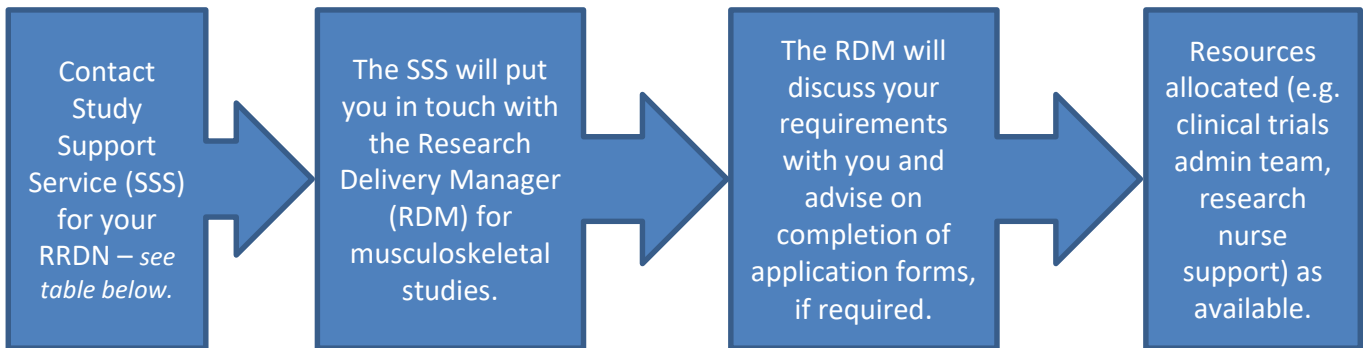 Contact
Study
Support
Service (SSS)
for your
RRDN – see
table below.
The SSS will put
you in touch with
the Research
Delivery Manager
(RDM) for
musculoskeletal
studies.
The RDM will
discuss your
requirements
with you and
advise on
completion of
application forms,
if required.
Resources
allocated (e.g.
clinical trials
admin team,
research
nurse
support) as
available.